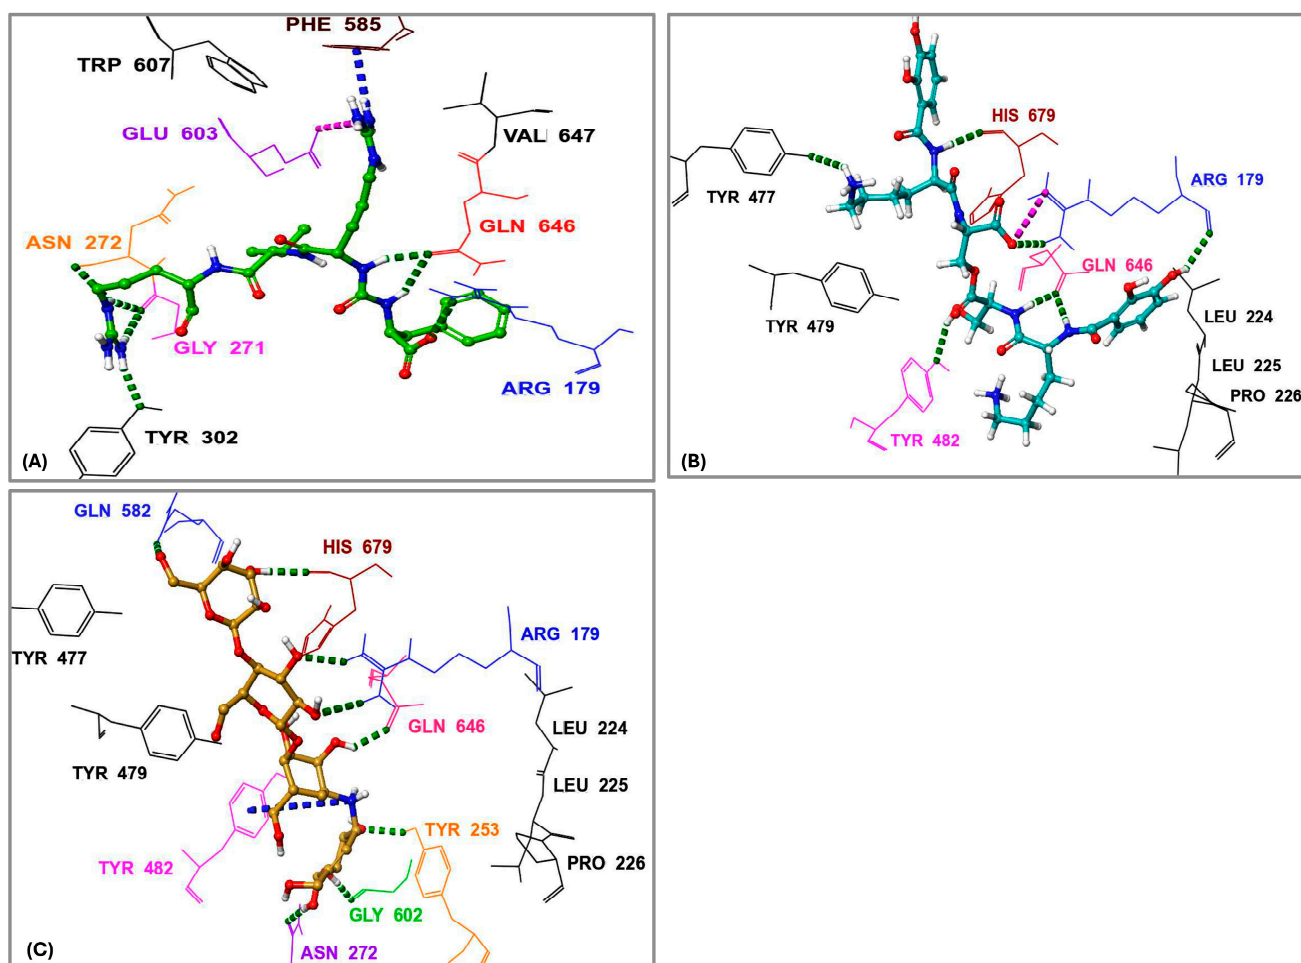 PHE 585
TRP 607
GLU 603
VAL 647
ASN 272
GLN 646
GLY 271
ARG 179
TYR 302
(A)
HIS 679
TYR 477
ARG 179
GLN 646
TYR 479
LEU 224
LEU 225
PRO 226
TYR 482
(B)
GLN 582
HIS 679
TYR 477
ARG 179
GLN 646
LEU 224
TYR 479
LEU 225
TYR 253
TYR 482
PRO 226
GLY 602
ASN 272
(C)